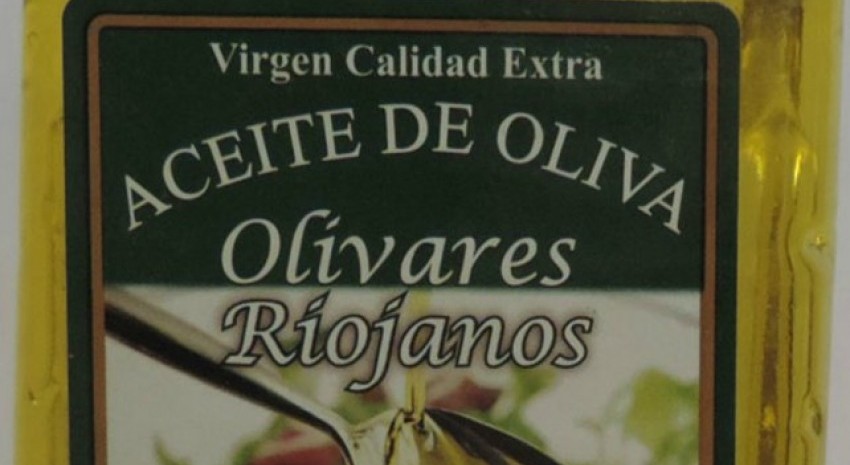 Virgen Calidad Extra
ACEITE DE OLIVA
Olivares
Riojanos